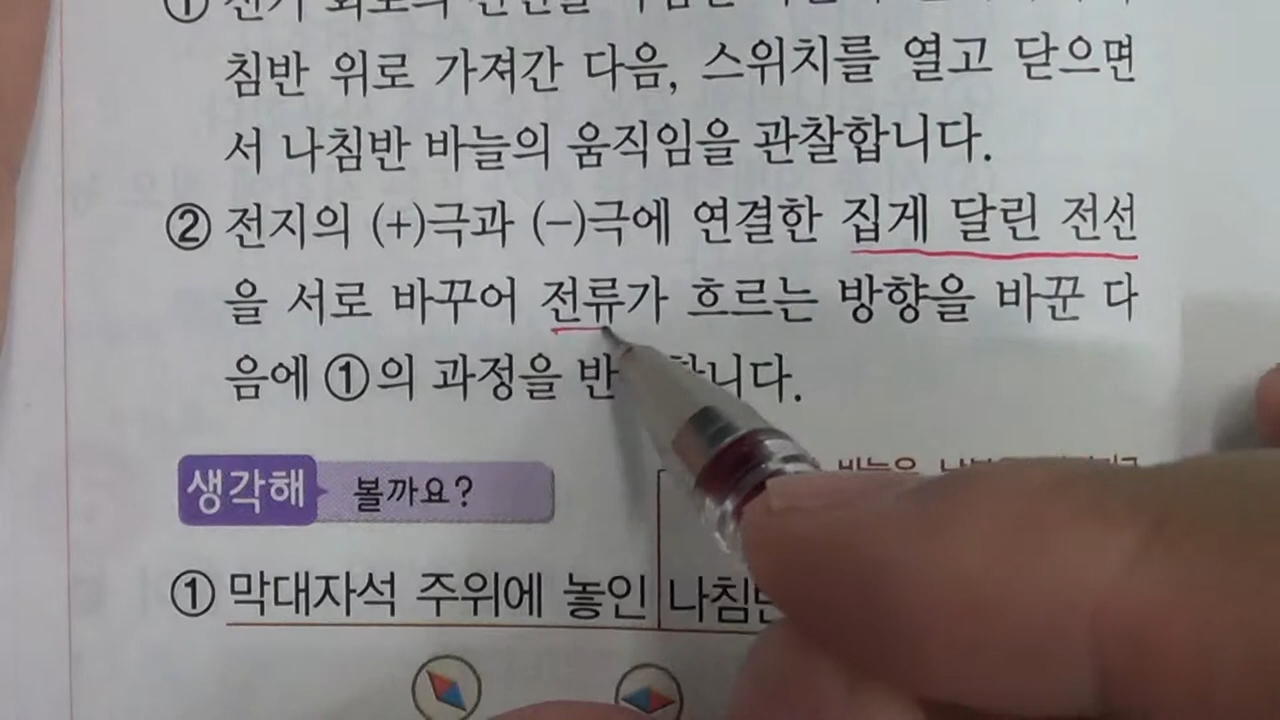 침반 위로 가져간 다음, 스위치를 열고 닫으면
서 나침반 바늘의 움직임을 관찰합니다.
② 전지의 (+)극과 (−)극에 연결한 집게 달린 전선
을 서로 바꾸어 전류가 흐르는 방향을 바꾼 다
음에 ①의 과정을 반 니다.
생각해 볼까요?
① 막대자석 주위에 놓인 나침